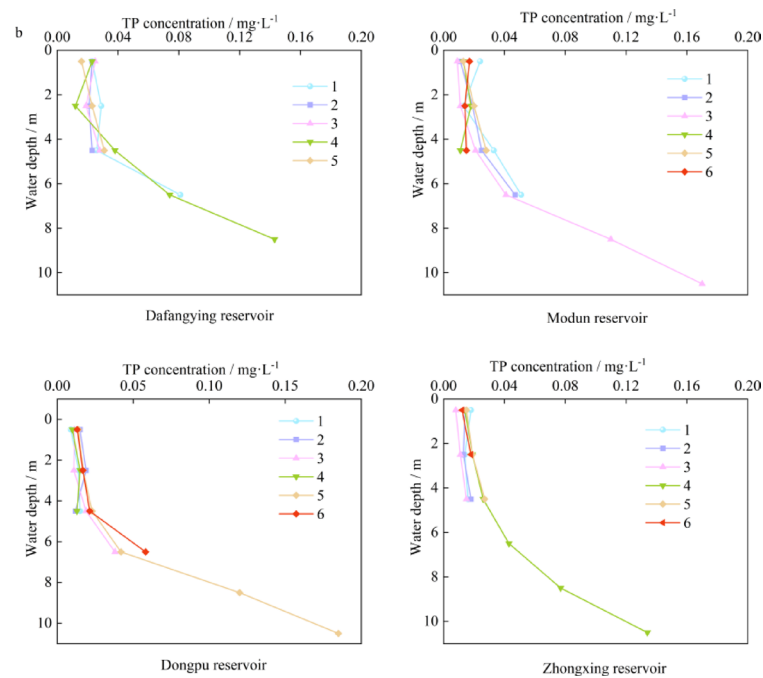 b
TP concentration / mg·L⁻¹
0.00 0.04 0.08 0.12 0.16 0.20
0
2
4
6
8
10
Water depth / m
1
2
3
4
5
Dafangying reservoir
TP concentration / mg·L⁻¹
0.00 0.04 0.08 0.12 0.16 0.20
0
2
4
6
8
10
Water depth / m
1
2
3
4
5
6
Modun reservoir
TP concentration / mg·L⁻¹
0.00 0.05 0.10 0.15 0.20
0
2
4
6
8
10
Water depth / m
1
2
3
4
5
6
Dongpu reservoir
TP concentration / mg·L⁻¹
0.00 0.04 0.08 0.12 0.16 0.20
0
2
4
6
8
10
Water depth / m
1
2
3
4
5
6
Zhongxing reservoir